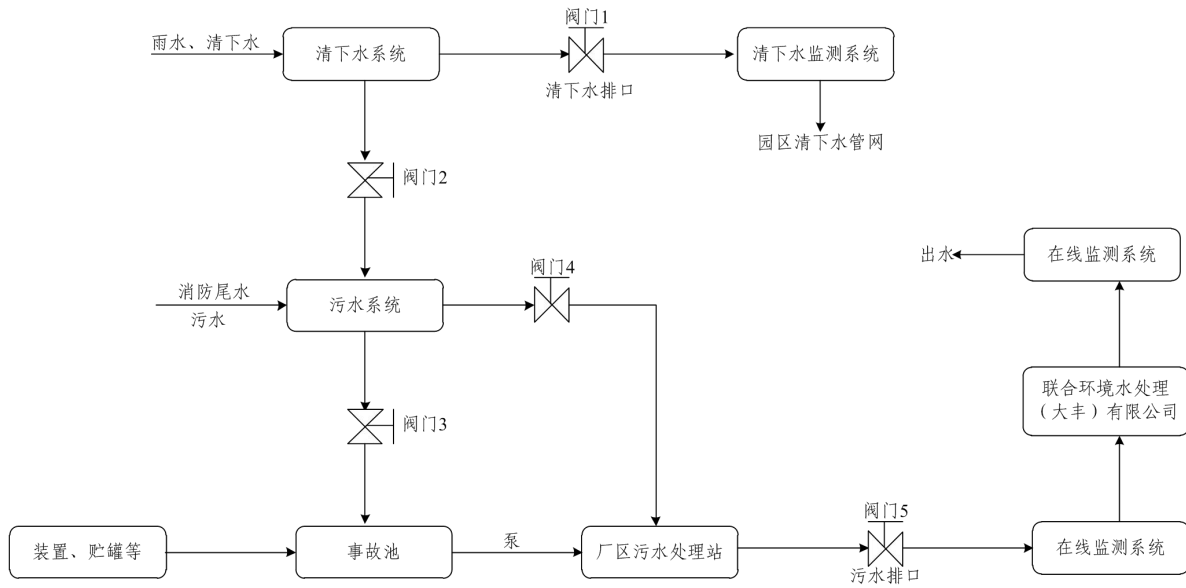 阀门1
雨水、清下水
清下水系统
清下水监测系统
清下水排口
园区清下水管网
阀门2
出水
在线监测系统
阀门4
消防尾水
污水
污水系统
联合环境水处理
（大丰）有限公司
阀门3
阀门5
装置、贮罐等
事故池
泵
厂区污水处理站
污水排口
在线监测系统